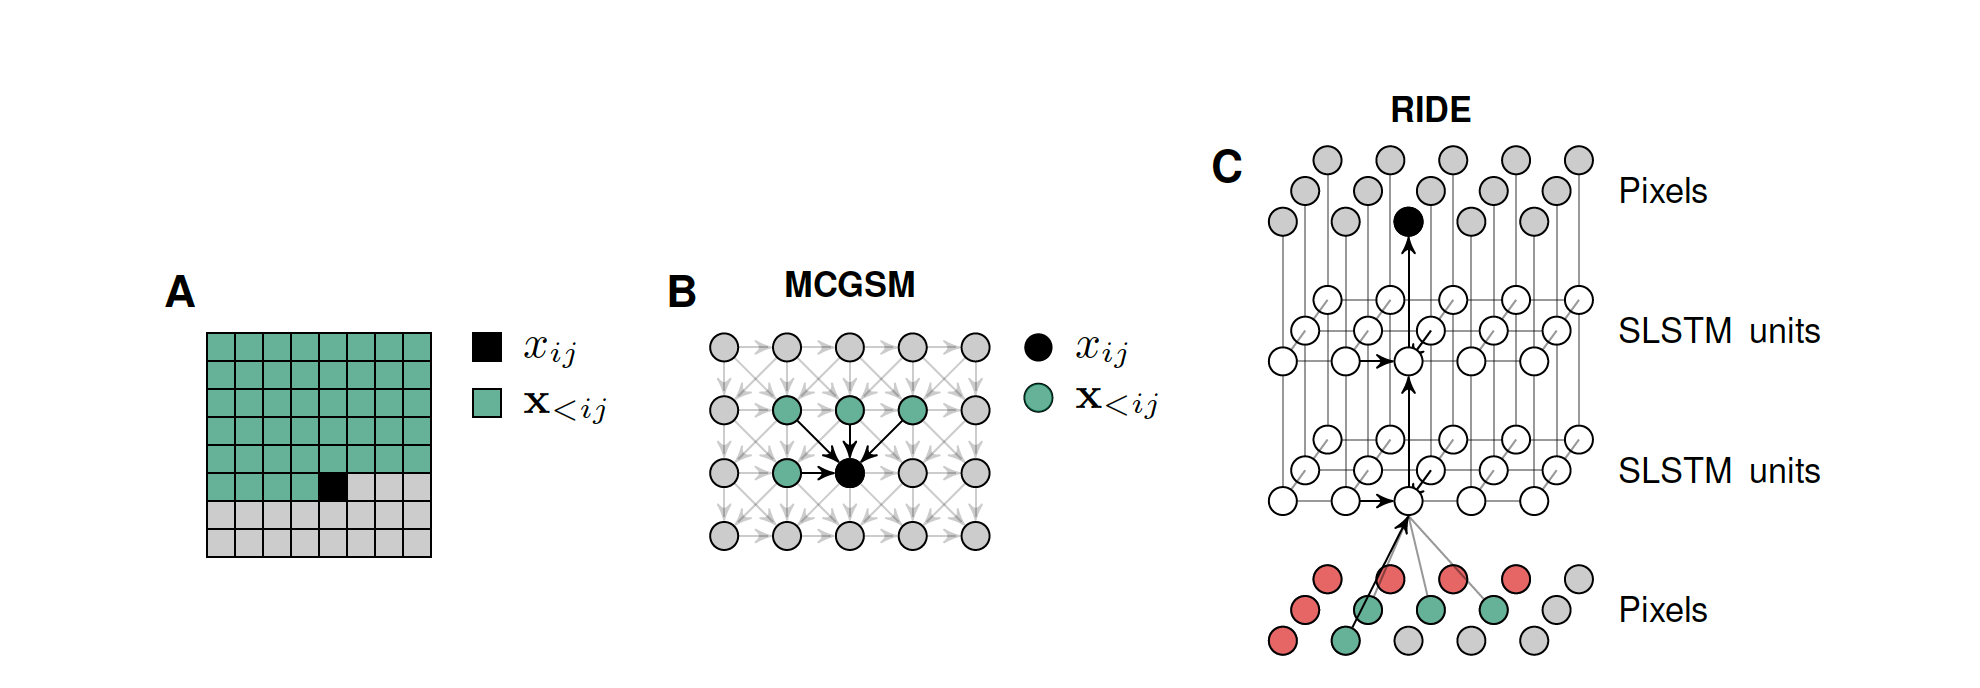 A
x_{ij}
\mathbf{x}_{<ij}
B
MCGSM
x_{ij}
\mathbf{x}_{<ij}
RIDE
C
Pixels
SLSTM units
SLSTM units
Pixels